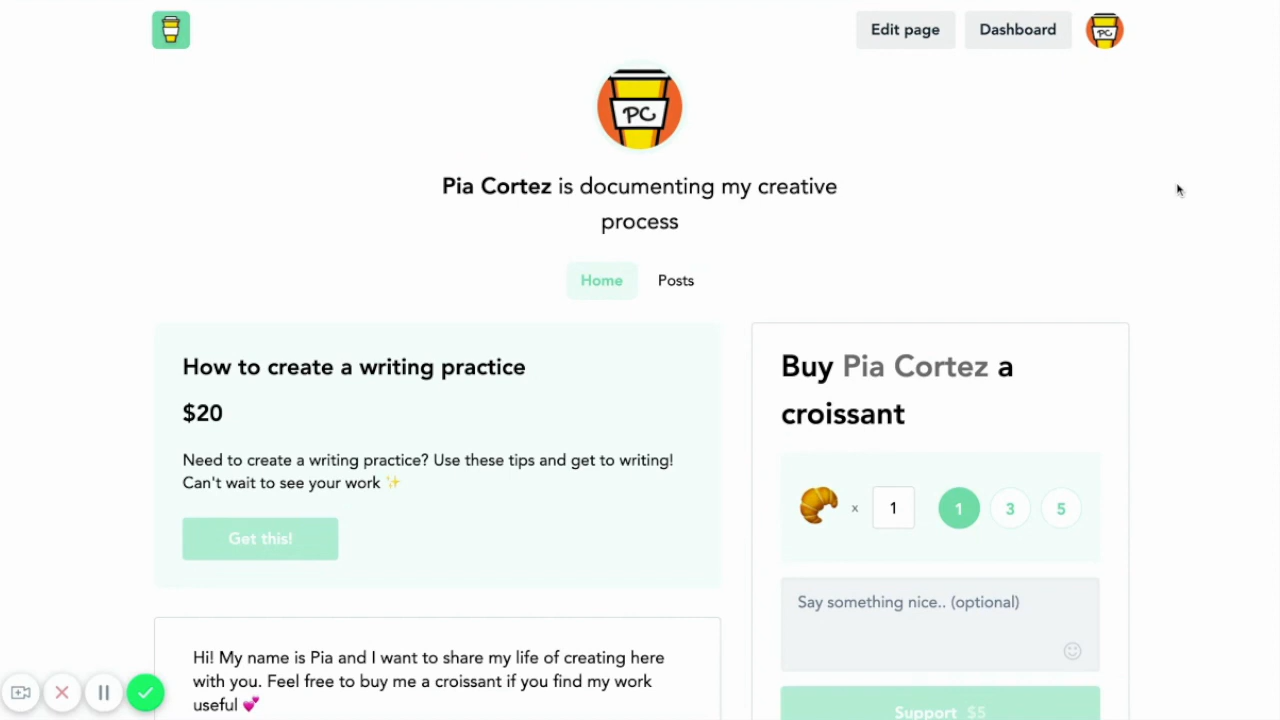 Edit page
Dashboard
PC
PC
Pia Cortez is documenting my creative
process
Home
Posts
How to create a writing practice
$20
Need to create a writing practice? Use these tips and get to writing!
Can't wait to see your work ✨
Get this!
Hi! My name is Pia and I want to share my life of creating here
with you. Feel free to buy me a croissant if you find my work
useful 💕
Buy Pia Cortez a
croissant
x 1 1 3 5
Say something nice.. (optional)
Support $5